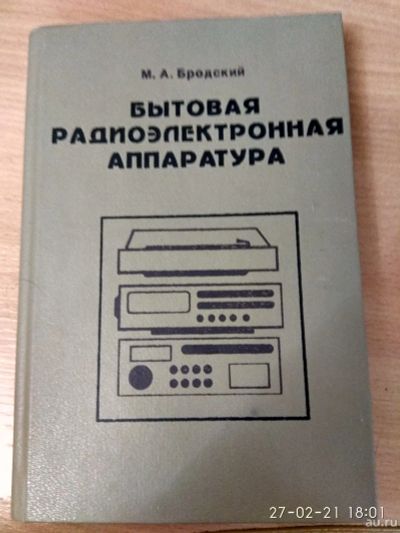 М. А. Бродский
БЫТОВАЯ
РАДИОЭЛЕКТРОННАЯ
АППАРАТУРА
27-02-21 18:01
au.ru